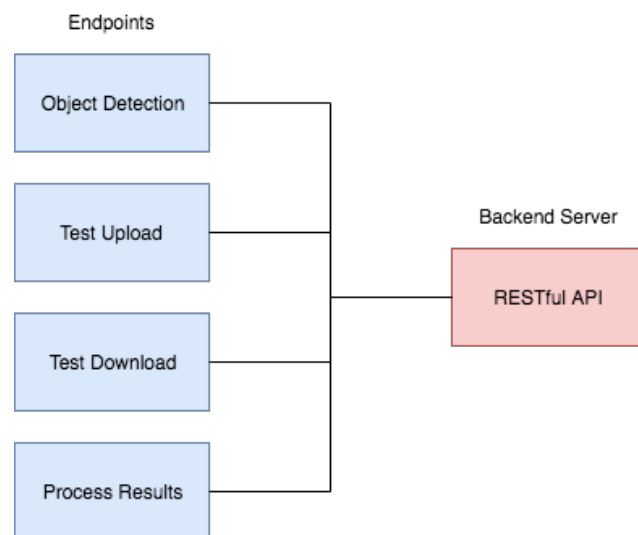 Endpoints
Object Detection
Test Upload
Test Download
Process Results
Backend Server
RESTful API